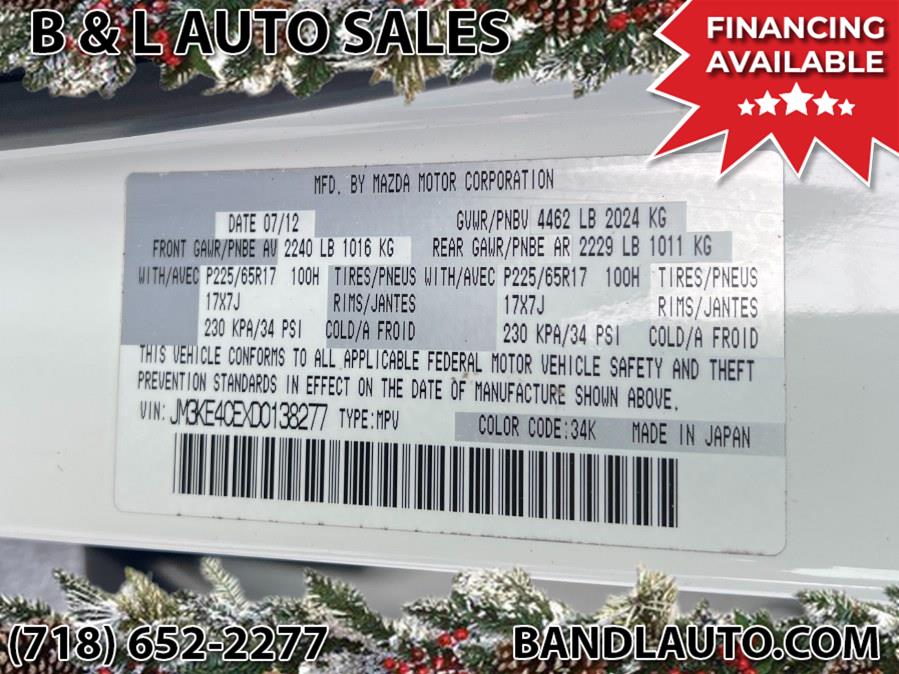 B & L AUTO SALES
FINANCING
AVAILABLE
MFD. BY MAZDA MOTOR CORPORATION
DATE 07/12 GVWR/PNBV 4462 LB 2024 KG
FRONT GAWR/PNBE AV 2240 LB 1016 KG REAR GAWR/PNBE AR 2229 LB 1011 KG
WITH/AVEC P225/65R17 100H TIRES/PNEUS WITH/AVEC P225/65R17 100H TIRES/PNEUS
17X7J RIMS/JANTES 17X7J RIMS/JANTES
230 KPA/34 PSI COLD/A FROID 230 KPA/34 PSI COLD/A FROID
THIS VEHICLE CONFORMS TO ALL APPLICABLE FEDERAL MOTOR VEHICLE SAFETY AND THEFT
PREVENTION STANDARDS IN EFFECT ON THE DATE OF MANUFACTURE SHOWN ABOVE.
VIN: JM3KE4CEXD0138277 TYPE:MPV COLOR CODE:34K MADE IN JAPAN
(718) 652-2277 BANDLAUTO.COM